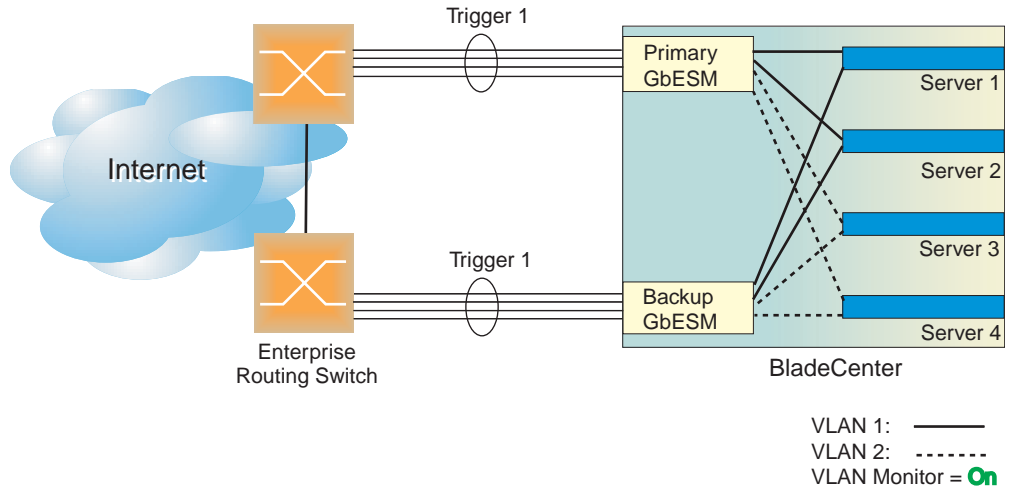 Trigger 1
Primary
GbESM
Server 1
Server 2
Internet
Server 3
Trigger 1
Backup
GbESM
Server 4
Enterprise
Routing Switch
BladeCenter
VLAN 1:
VLAN 2:
VLAN Monitor = On